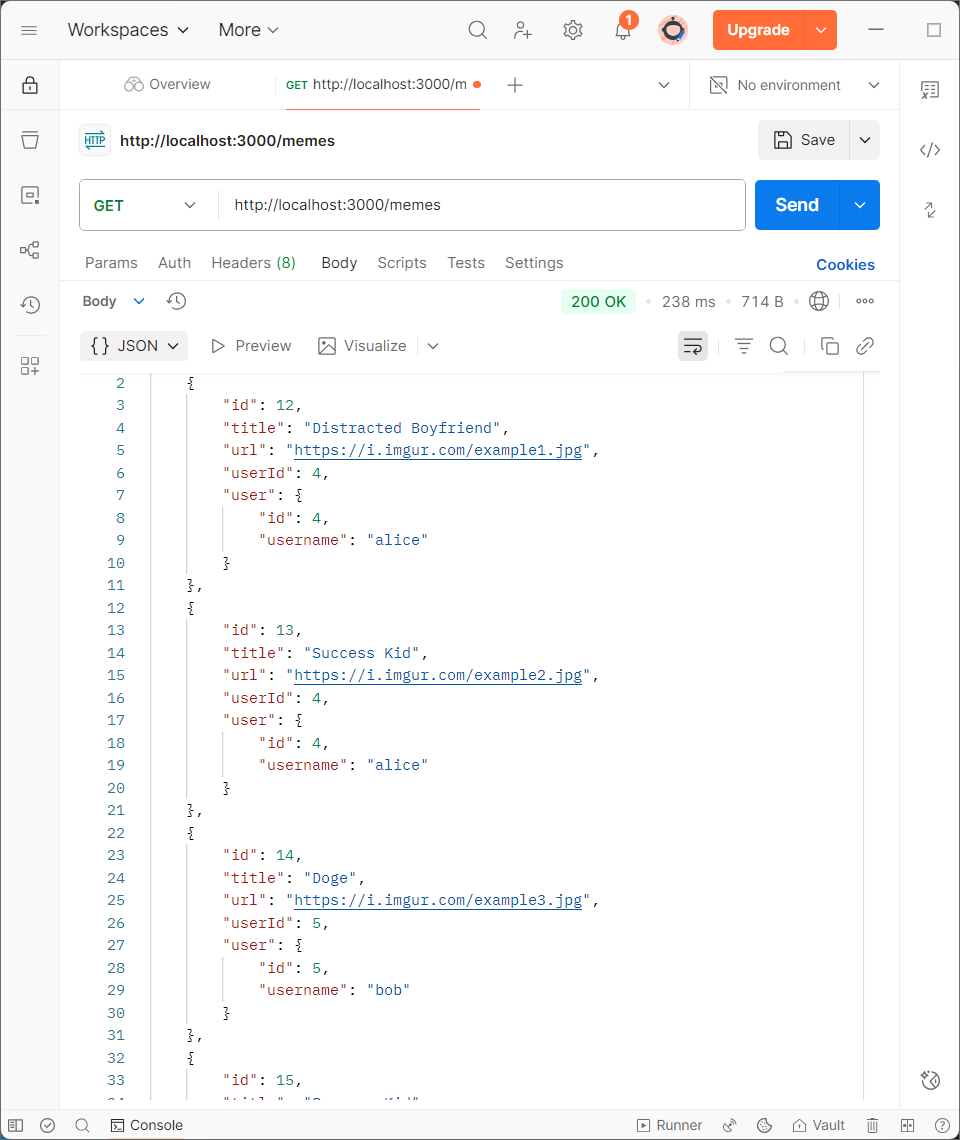 Workspaces More 1 Upgrade
Overview GET http://localhost:3000/m No environment
HTTP http://localhost:3000/memes Save
GET http://localhost:3000/memes Send
Params Auth Headers (8) Body Scripts Tests Settings Cookies
Body 200 OK 238 ms 714 B
{} JSON Preview Visualize
2 {
3 "id": 12,
4 "title": "Distracted Boyfriend",
5 "url": "https://i.imgur.com/example1.jpg",
6 "userId": 4,
7 "user": {
8 "id": 4,
9 "username": "alice"
10 }
11 },
12 {
13 "id": 13,
14 "title": "Success Kid",
15 "url": "https://i.imgur.com/example2.jpg",
16 "userId": 4,
17 "user": {
18 "id": 4,
19 "username": "alice"
20 }
21 },
22 {
23 "id": 14,
24 "title": "Doge",
25 "url": "https://i.imgur.com/example3.jpg",
26 "userId": 5,
27 "user": {
28 "id": 5,
29 "username": "bob"
30 }
31 },
32 {
33 "id": 15,
Console Runner Vault